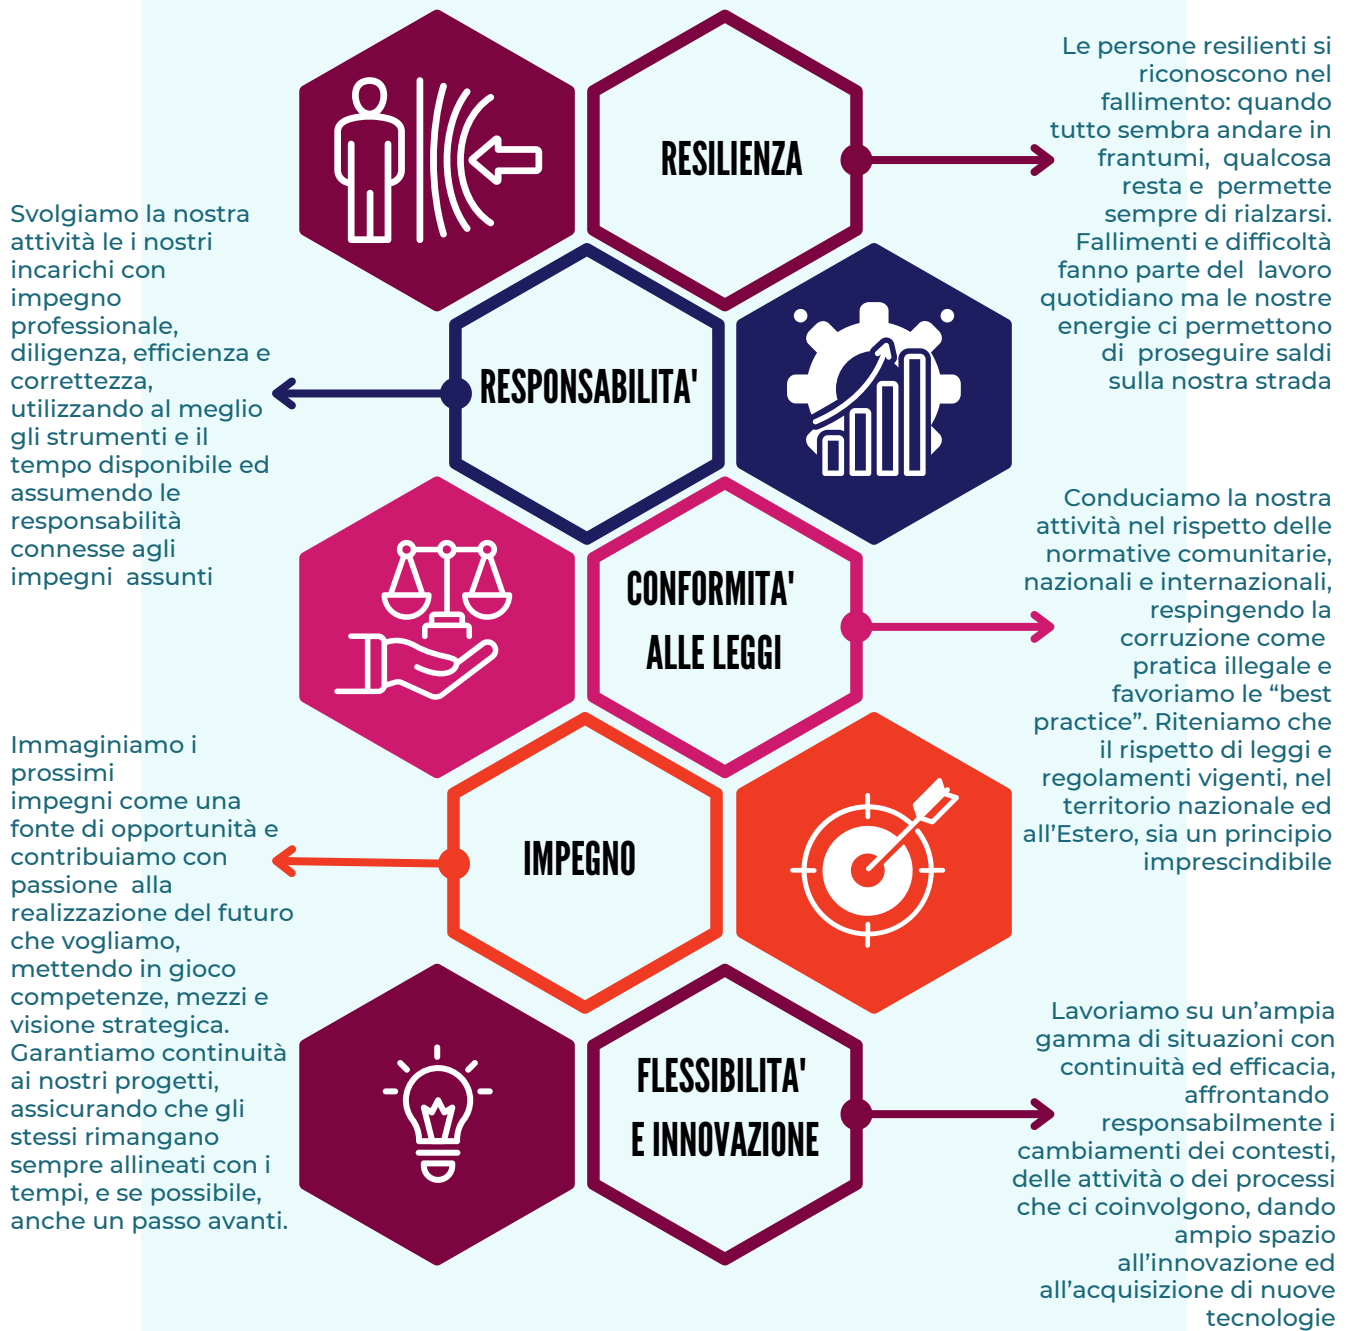 RESILIENZA
Le persone resilienti si
riconoscono nel
fallimento: quando
tutto sembra andare in
frantumi, qualcosa
resta e permette
sempre di rialzarsi.
Fallimenti e difficoltà
fanno parte del lavoro
quotidiano ma le nostre
energie ci permettono
di proseguire saldi
sulla nostra strada
RESPONSABILITA'
Svolgiamo la nostra
attività le i nostri
incarichi con
impegno
professionale,
diligenza, efficienza e
correttezza,
utilizzando al meglio
gli strumenti e il
tempo disponibile ed
assumendo le
responsabilità
connesse agli
impegni assunti
CONFORMITA'
ALLE LEGGI
Conduciamo la nostra
attività nel rispetto delle
normative comunitarie,
nazionali e internazionali,
respingendo la
corruzione come
pratica illegale e
favoriamo le “best
practice”. Riteniamo che
il rispetto di leggi e
regolamenti vigenti, nel
territorio nazionale ed
all’Estero, sia un principio
imprescindibile
IMPEGNO
Immaginiamo i
prossimi
impegni come una
fonte di opportunità e
contribuiamo con
passione alla
realizzazione del futuro
che vogliamo,
mettendo in gioco
competenze, mezzi e
visione strategica.
Garantiamo continuità
ai nostri progetti,
assicurando che gli
stessi rimangano
sempre allineati con i
tempi, e se possibile,
anche un passo avanti.
FLESSIBILITA'
E INNOVAZIONE
Lavoriamo su un’ampia
gamma di situazioni con
continuità ed efficacia,
affrontando
responsabilmente i
cambiamenti dei contesti,
delle attività o dei processi
che ci coinvolgono, dando
ampio spazio
all’innovazione ed
all’acquisizione di nuove
tecnologie